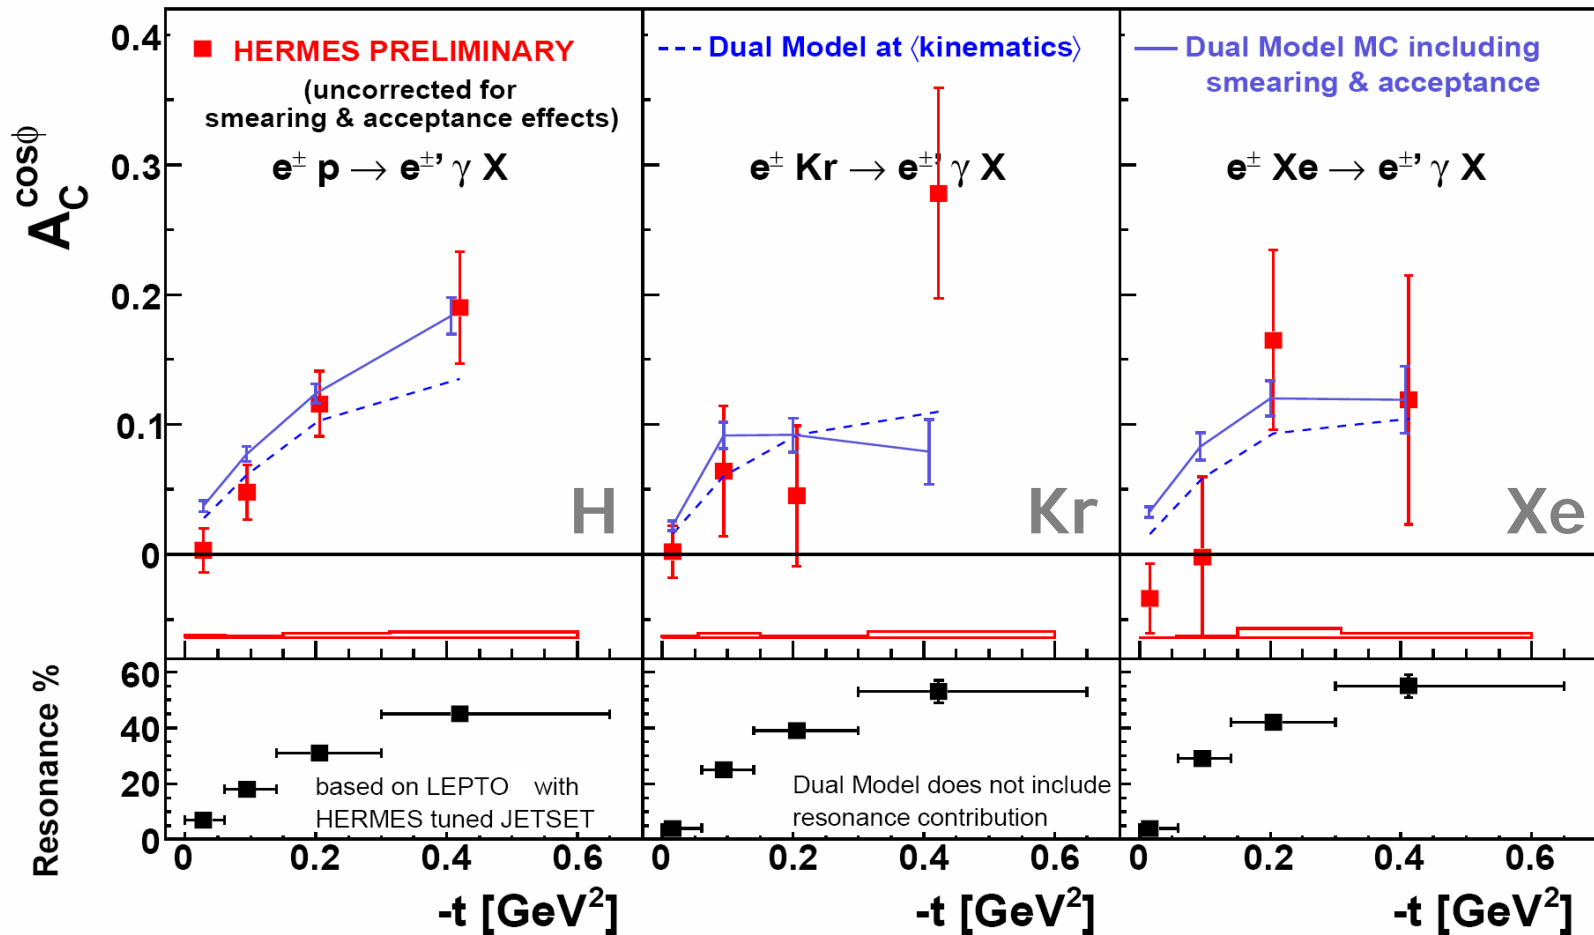 HERMES PRELIMINARY
(uncorrected for
smearing & acceptance effects)
e± p → e±' γ X
Dual Model at ⟨kinematics⟩
e± Kr → e±' γ X
Dual Model MC including
smearing & acceptance
e± Xe → e±' γ X
A_C^cosϕ
0.4
0.3
0.2
0.1
0
H
Kr
Xe
Resonance %
60
40
20
0
based on LEPTO with
HERMES tuned JETSET
Dual Model does not include
resonance contribution
0 0.2 0.4 0.6
0 0.2 0.4 0.6
0 0.2 0.4 0.6
-t [GeV²]
-t [GeV²]
-t [GeV²]